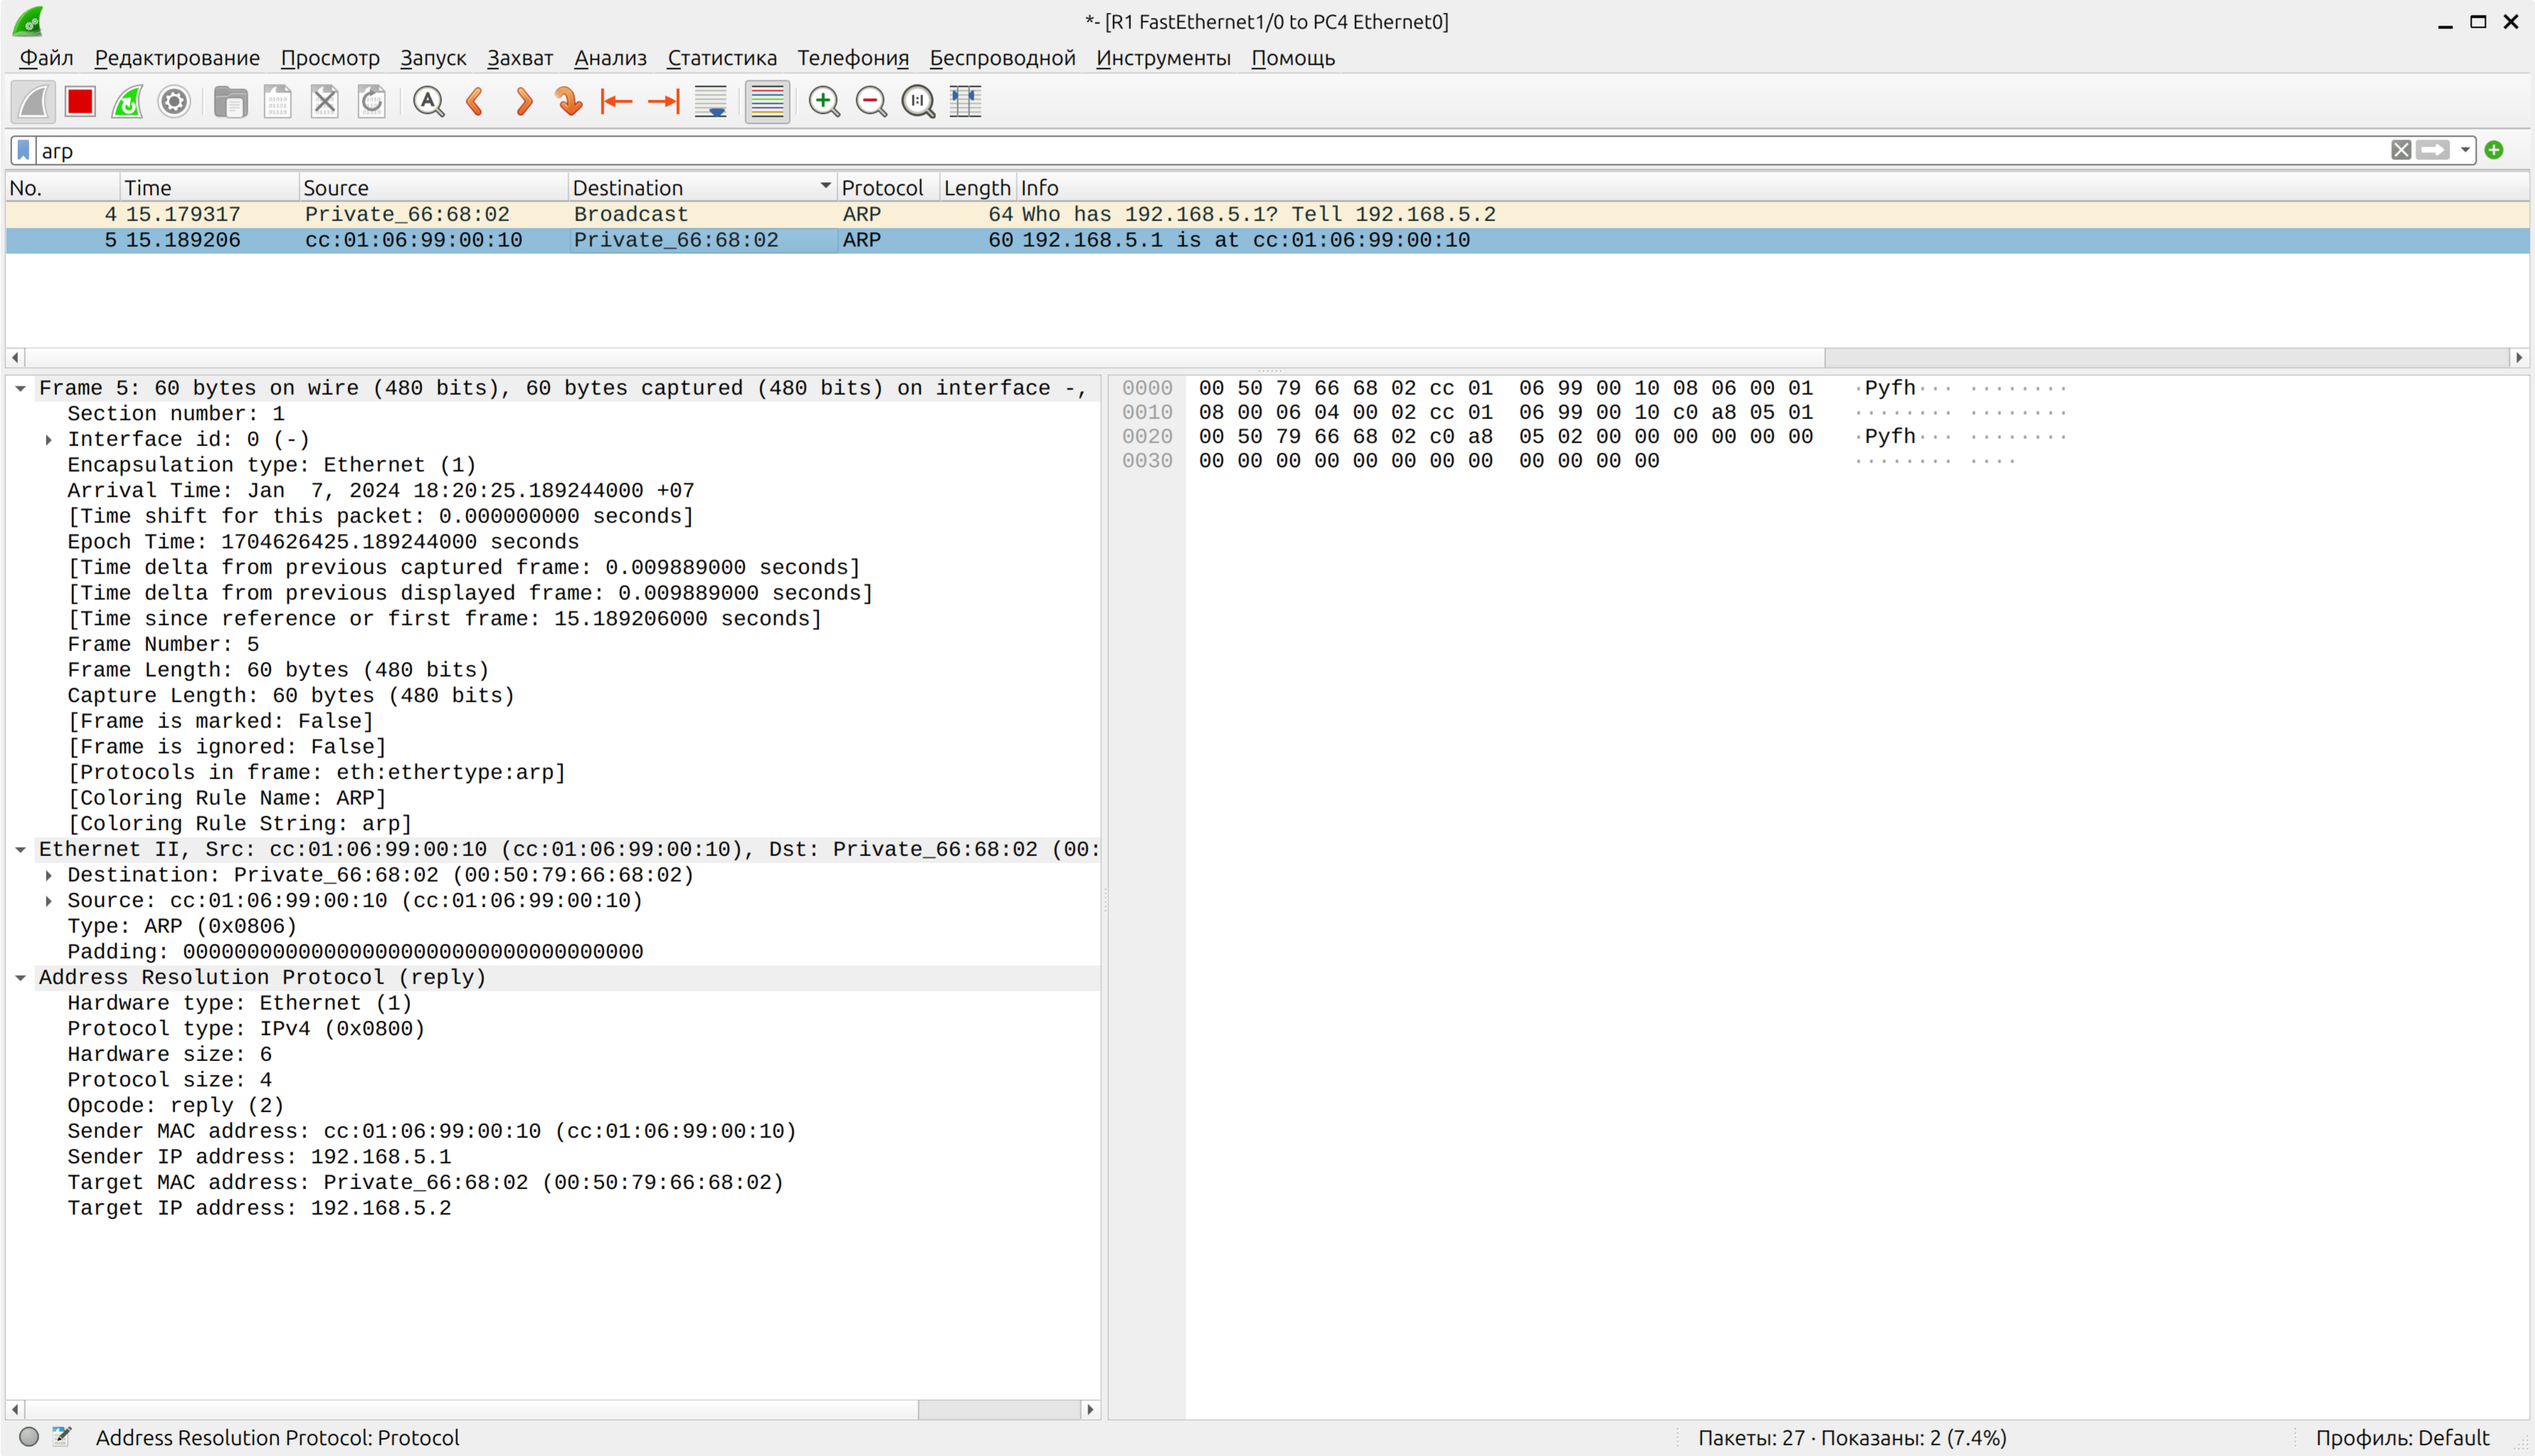 *- [R1 FastEthernet1/0 to PC4 Ethernet0]
Файл Редактирование Просмотр Запуск Захват Анализ Статистика Телефония Беспроводной Инструменты Помощь
arp
No. Time Source Destination Protocol Length Info
4 15.179317 Private_66:68:02 Broadcast ARP 64 Who has 192.168.5.1? Tell 192.168.5.2
5 15.189206 cc:01:06:99:00:10 Private_66:68:02 ARP 60 192.168.5.1 is at cc:01:06:99:00:10
Frame 5: 60 bytes on wire (480 bits), 60 bytes captured (480 bits) on interface -,
Section number: 1
Interface id: 0 (-)
Encapsulation type: Ethernet (1)
Arrival Time: Jan  7, 2024 18:20:25.189244000 +07
[Time shift for this packet: 0.000000000 seconds]
Epoch Time: 1704626425.189244000 seconds
[Time delta from previous captured frame: 0.009889000 seconds]
[Time delta from previous displayed frame: 0.009889000 seconds]
[Time since reference or first frame: 15.189206000 seconds]
Frame Number: 5
Frame Length: 60 bytes (480 bits)
Capture Length: 60 bytes (480 bits)
[Frame is marked: False]
[Frame is ignored: False]
[Protocols in frame: eth:ethertype:arp]
[Coloring Rule Name: ARP]
[Coloring Rule String: arp]
Ethernet II, Src: cc:01:06:99:00:10 (cc:01:06:99:00:10), Dst: Private_66:68:02 (00:
Destination: Private_66:68:02 (00:50:79:66:68:02)
Source: cc:01:06:99:00:10 (cc:01:06:99:00:10)
Type: ARP (0x0806)
Padding: 000000000000000000000000000000000000
Address Resolution Protocol (reply)
Hardware type: Ethernet (1)
Protocol type: IPv4 (0x0800)
Hardware size: 6
Protocol size: 4
Opcode: reply (2)
Sender MAC address: cc:01:06:99:00:10 (cc:01:06:99:00:10)
Sender IP address: 192.168.5.1
Target MAC address: Private_66:68:02 (00:50:79:66:68:02)
Target IP address: 192.168.5.2
0000 00 50 79 66 68 02 cc 01 06 99 00 10 08 06 00 01 ·Pyfh··· ········
0010 08 00 06 04 00 02 cc 01 06 99 00 10 c0 a8 05 01 ········ ········
0020 00 50 79 66 68 02 c0 a8 05 02 00 00 00 00 00 00 ·Pyfh··· ········
0030 00 00 00 00 00 00 00 00 00 00 00 00 ········ ····
Address Resolution Protocol: Protocol
Пакеты: 27 · Показаны: 2 (7.4%)
Профиль: Default